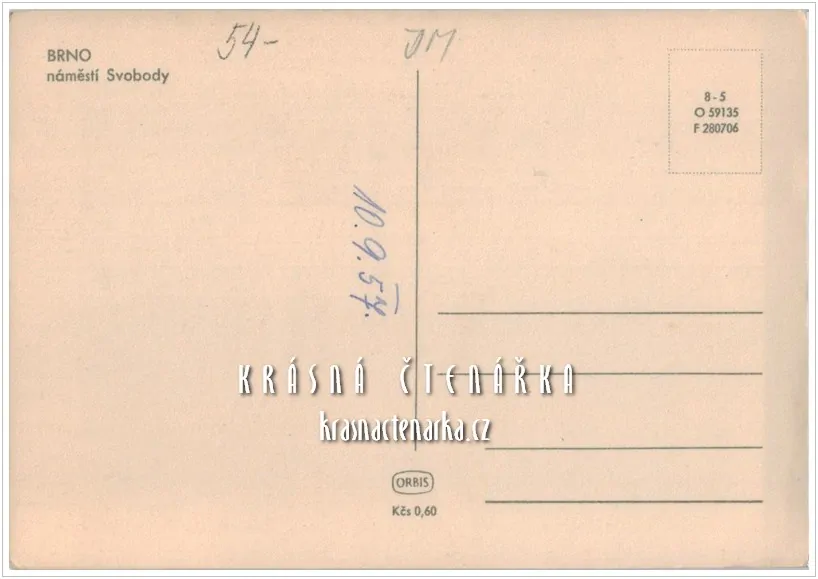 54-
JM
BRNO
náměstí Svobody
8 - 5
O 59135
F 280706
10. 9. 57.
KRÁSNÁ ČTENÁŘKA
krasnactenarka.cz
ORBIS
Kčs 0,60